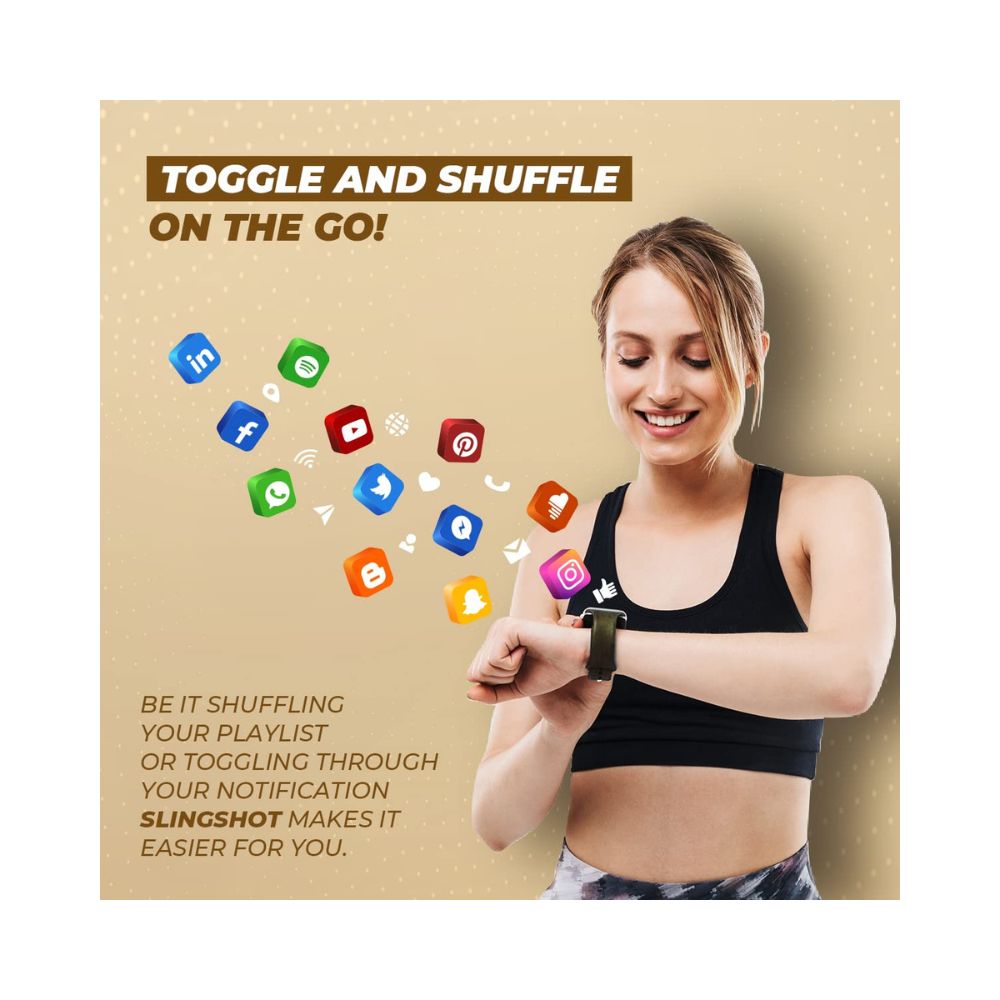 TOGGLE AND SHUFFLE
ON THE GO!
in
BE IT SHUFFLING
YOUR PLAYLIST
OR TOGGLING THROUGH
YOUR NOTIFICATION
SLINGSHOT MAKES IT
EASIER FOR YOU.